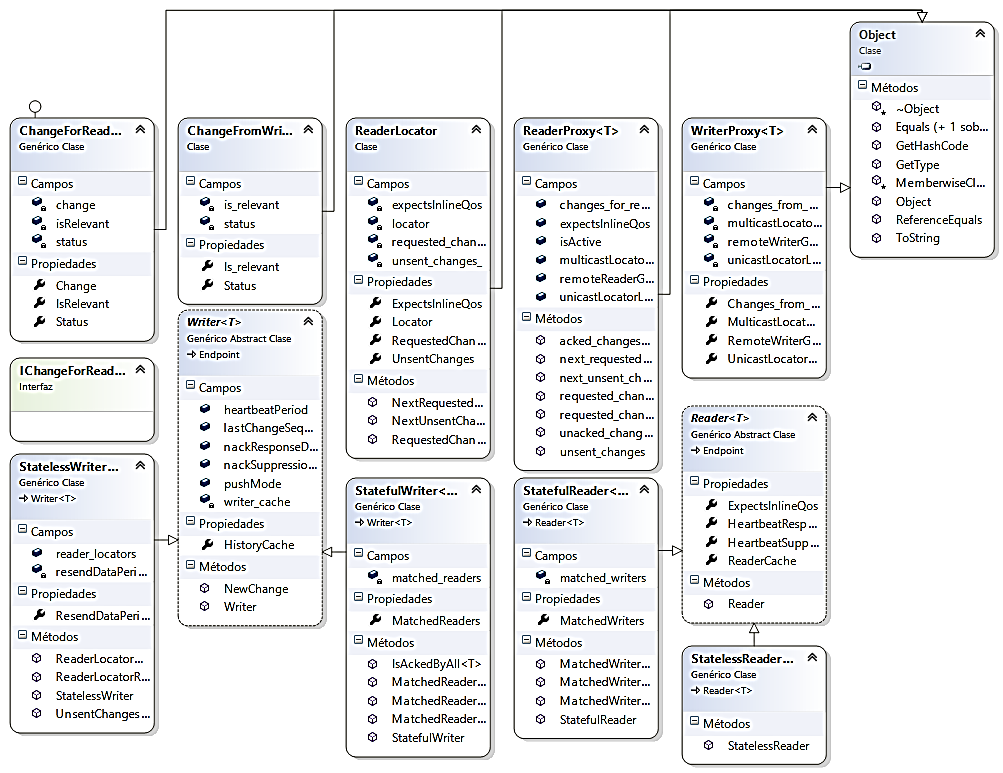 ChangeForRead...
Genérico Clase
Campos
change
isRelevant
status
Propiedades
Change
IsRelevant
Status
IChangeForRead...
Interfaz
StatelessWriter...
Genérico Clase
Writer<T>
Campos
reader_locators
resendDataPeri...
Propiedades
ResendDataPeri...
Métodos
ReaderLocator...
ReaderLocatorR...
StatelessWriter
UnsentChanges...
ChangeFromWri...
Clase
Campos
is_relevant
status
Propiedades
Is_relevant
Status
Writer<T>
Genérico Abstract Clase
Endpoint
Campos
heartbeatPeriod
lastChangeSeq...
nackResponseD...
nackSuppressio...
pushMode
writer_cache
Propiedades
HistoryCache
Métodos
NewChange
Writer
ReaderLocator
Clase
Campos
expectsInlineQos
locator
requested_chan...
unsent_changes_
Propiedades
ExpectsInlineQos
Locator
RequestedChan...
UnsentChanges
Métodos
NextRequested...
NextUnsentCha...
RequestedChan...
StatefulWriter<...
Genérico Clase
Writer<T>
Campos
matched_readers
Propiedades
MatchedReaders
Métodos
IsAckedByAll<T>
MatchedReader...
MatchedReader...
MatchedReader...
StatefulWriter
ReaderProxy<T>
Genérico Clase
Campos
changes_for_re...
expectsInlineQos
isActive
multicastLocato...
remoteReaderG...
unicastLocatorL...
Métodos
acked_changes...
next_requested...
next_unsent_ch...
requested_chan...
requested_chan...
unacked_chang...
unsent_changes
StatefulReader<...
Genérico Clase
Reader<T>
Campos
matched_writers
Propiedades
MatchedWriters
Métodos
MatchedWriter...
MatchedWriter...
MatchedWriter...
StatefulReader
WriterProxy<T>
Genérico Clase
Campos
changes_from_...
multicastLocato...
remoteWriterG...
unicastLocatorL...
Propiedades
Changes_from_...
MulticastLocat...
RemoteWriterG...
UnicastLocator...
Reader<T>
Genérico Abstract Clase
Endpoint
Propiedades
ExpectsInlineQos
HeartbeatResp...
HeartbeatSupp...
ReaderCache
Métodos
Reader
StatelessReader...
Genérico Clase
Reader<T>
Métodos
StatelessReader
Object
Clase
Métodos
~Object
Equals (+ 1 sob...
GetHashCode
GetType
MemberwiseCl...
Object
ReferenceEquals
ToString